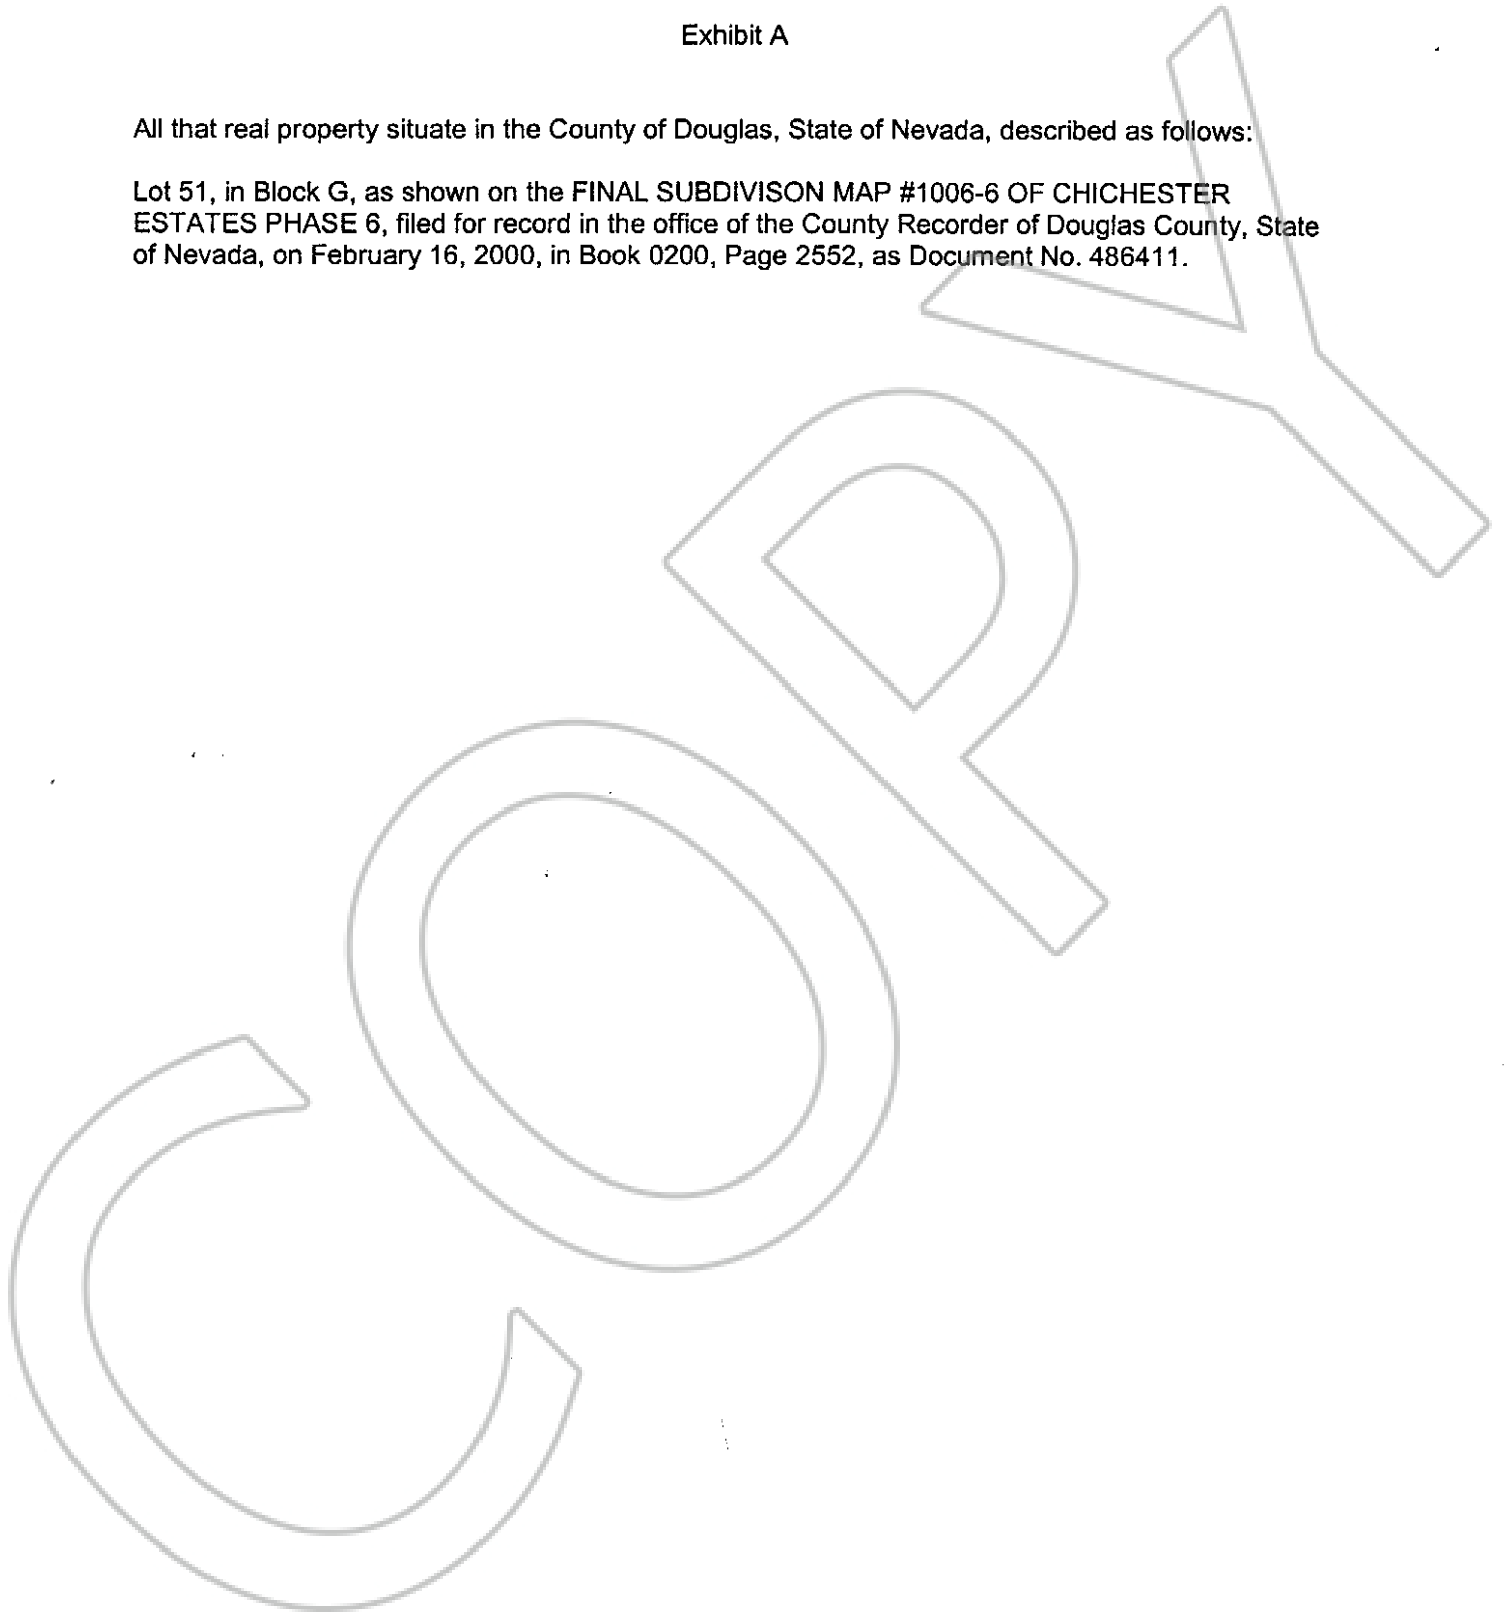 Exhibit A
All that real property situate in the County of Douglas, State of Nevada, described as follows:
Lot 51, in Block G, as shown on the FINAL SUBDIVISON MAP #1006-6 OF CHICHESTER
ESTATES PHASE 6, filed for record in the office of the County Recorder of Douglas County, State
of Nevada, on February 16, 2000, in Book 0200, Page 2552, as Document No. 486411.
COPY